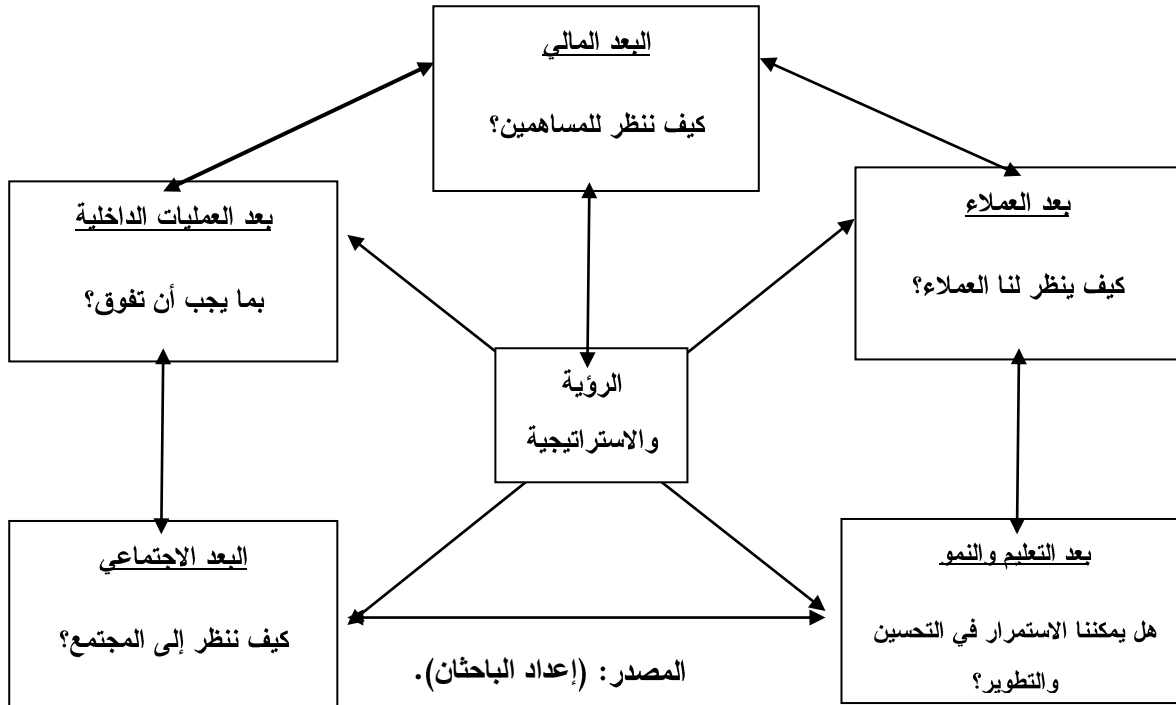 البعد المالي
كيف ننظر للمساهمين؟
بعد العملاء
كيف ينظر لنا العملاء؟
بعد العمليات الداخلية
بما يجب أن تفوق؟
الرؤية
والاستراتيجية
بعد التعليم والنمو
هل يمكننا الاستمرار في التحسين
والتطوير؟
البعد الاجتماعي
كيف ننظر إلى المجتمع؟
المصدر: (إعداد الباحثان).